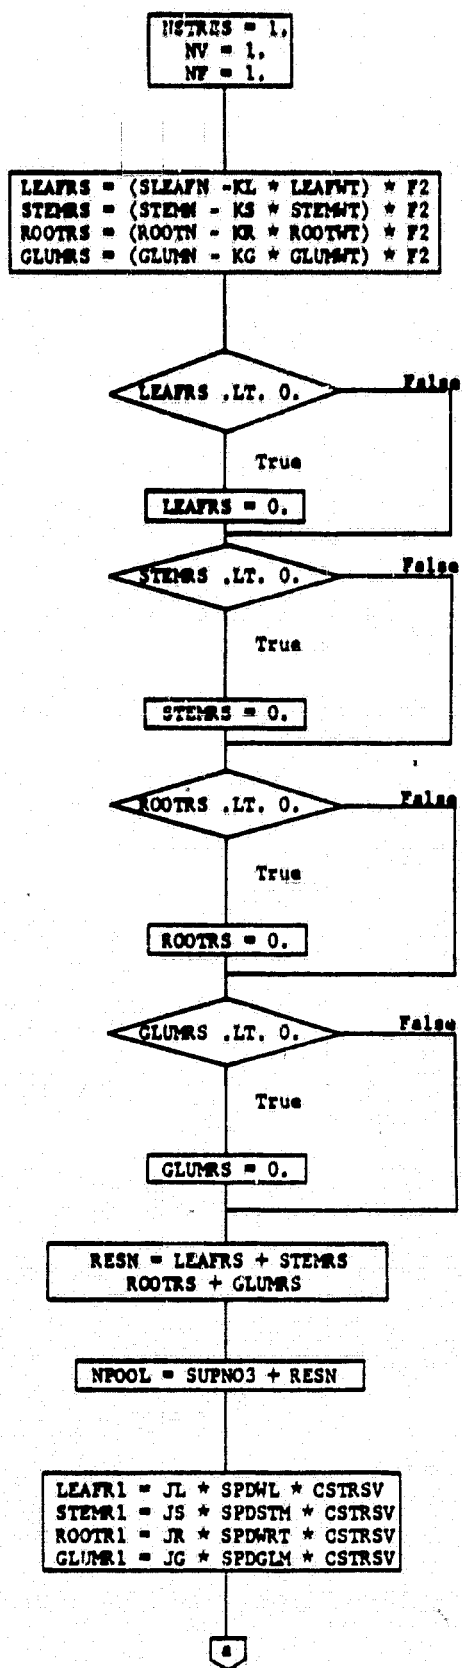 NSTRES = 1.
NV = 1.
NF = 1.
LEAFRS = (SLEAFN -KL * LEAFWT) * F2
STEMRS = (STEMN - KS * STEMWT) * F2
ROOTRS = (ROOTN - KR * ROOTWT) * F2
GLUMRS = (GLUMN - KG * GLUMWT) * F2
LEAFRS .LT. 0.
False
True
LEAFRS = 0.
STEMRS .LT. 0.
False
True
STEMRS = 0.
ROOTRS .LT. 0.
False
True
ROOTRS = 0.
GLUMRS .LT. 0.
False
True
GLUMRS = 0.
RESN = LEAFRS + STEMRS
ROOTRS + GLUMRS
NPOOL = SUPNO3 + RESN
LEAFR1 = JL * SPDWL * CSTRSV
STEMR1 = JS * SPDSTM * CSTRSV
ROOTR1 = JR * SPDWRT * CSTRSV
GLUMR1 = JG * SPDGLM * CSTRSV
a